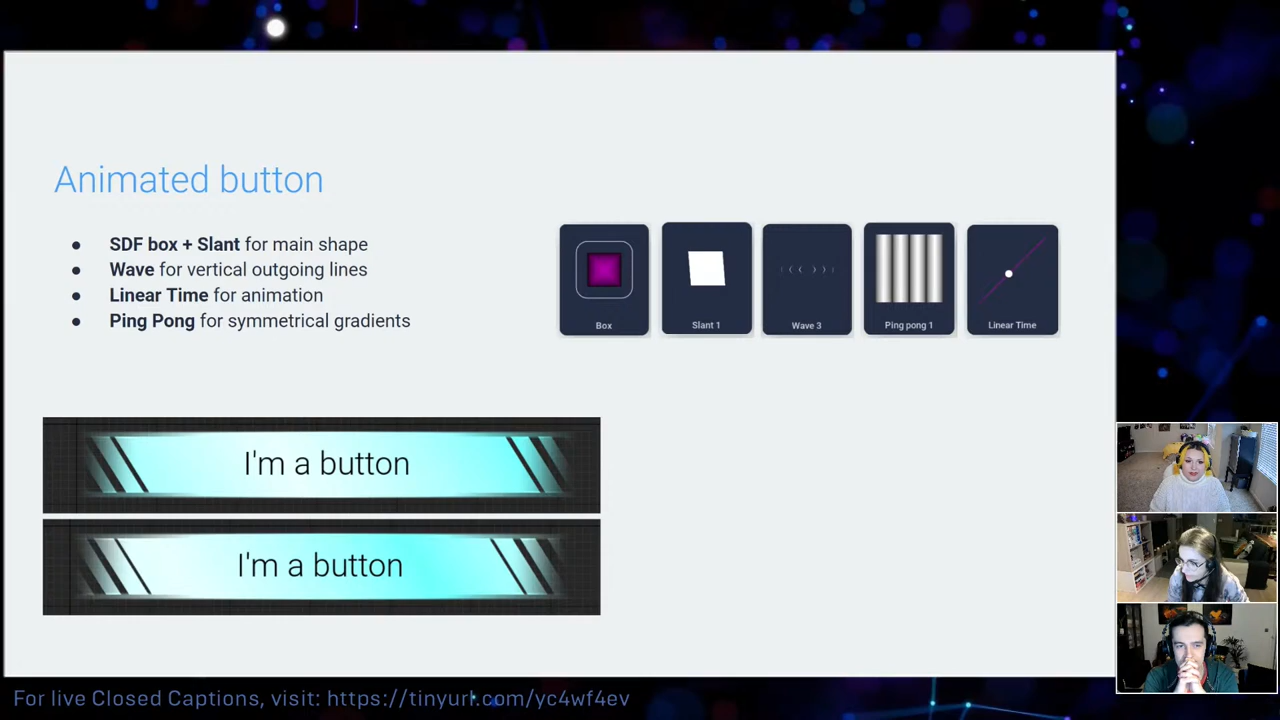 Animated button
● SDF box + Slant for main shape
● Wave for vertical outgoing lines
● Linear Time for animation
● Ping Pong for symmetrical gradients
Box
Slant 1
Wave 3
Ping pong 1
Linear Time
I'm a button
I'm a button
For live Closed Captions, visit: https://tinyurl.com/yc4wf4ev